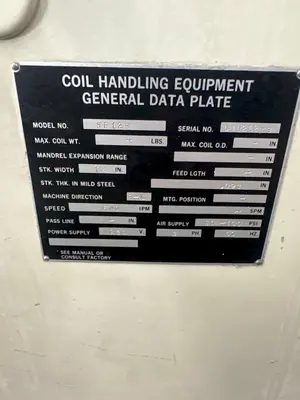 COIL HANDLING EQUIPMENT
GENERAL DATA PLATE
MODEL NO. SERIAL NO.
MAX. COIL WT. LBS. MAX. COIL O.D. IN
MANDREL EXPANSION RANGE IN
STK. WIDTH IN FEED LGTH IN
STK. THK. IN MILD STEEL IN
MACHINE DIRECTION MTG. POSITION
SPEED IPM SPM
PASS LINE IN. AIR SUPPLY PSI
POWER SUPPLY V. PH HZ
* SEE MANUAL OR
CONSULT FACTORY